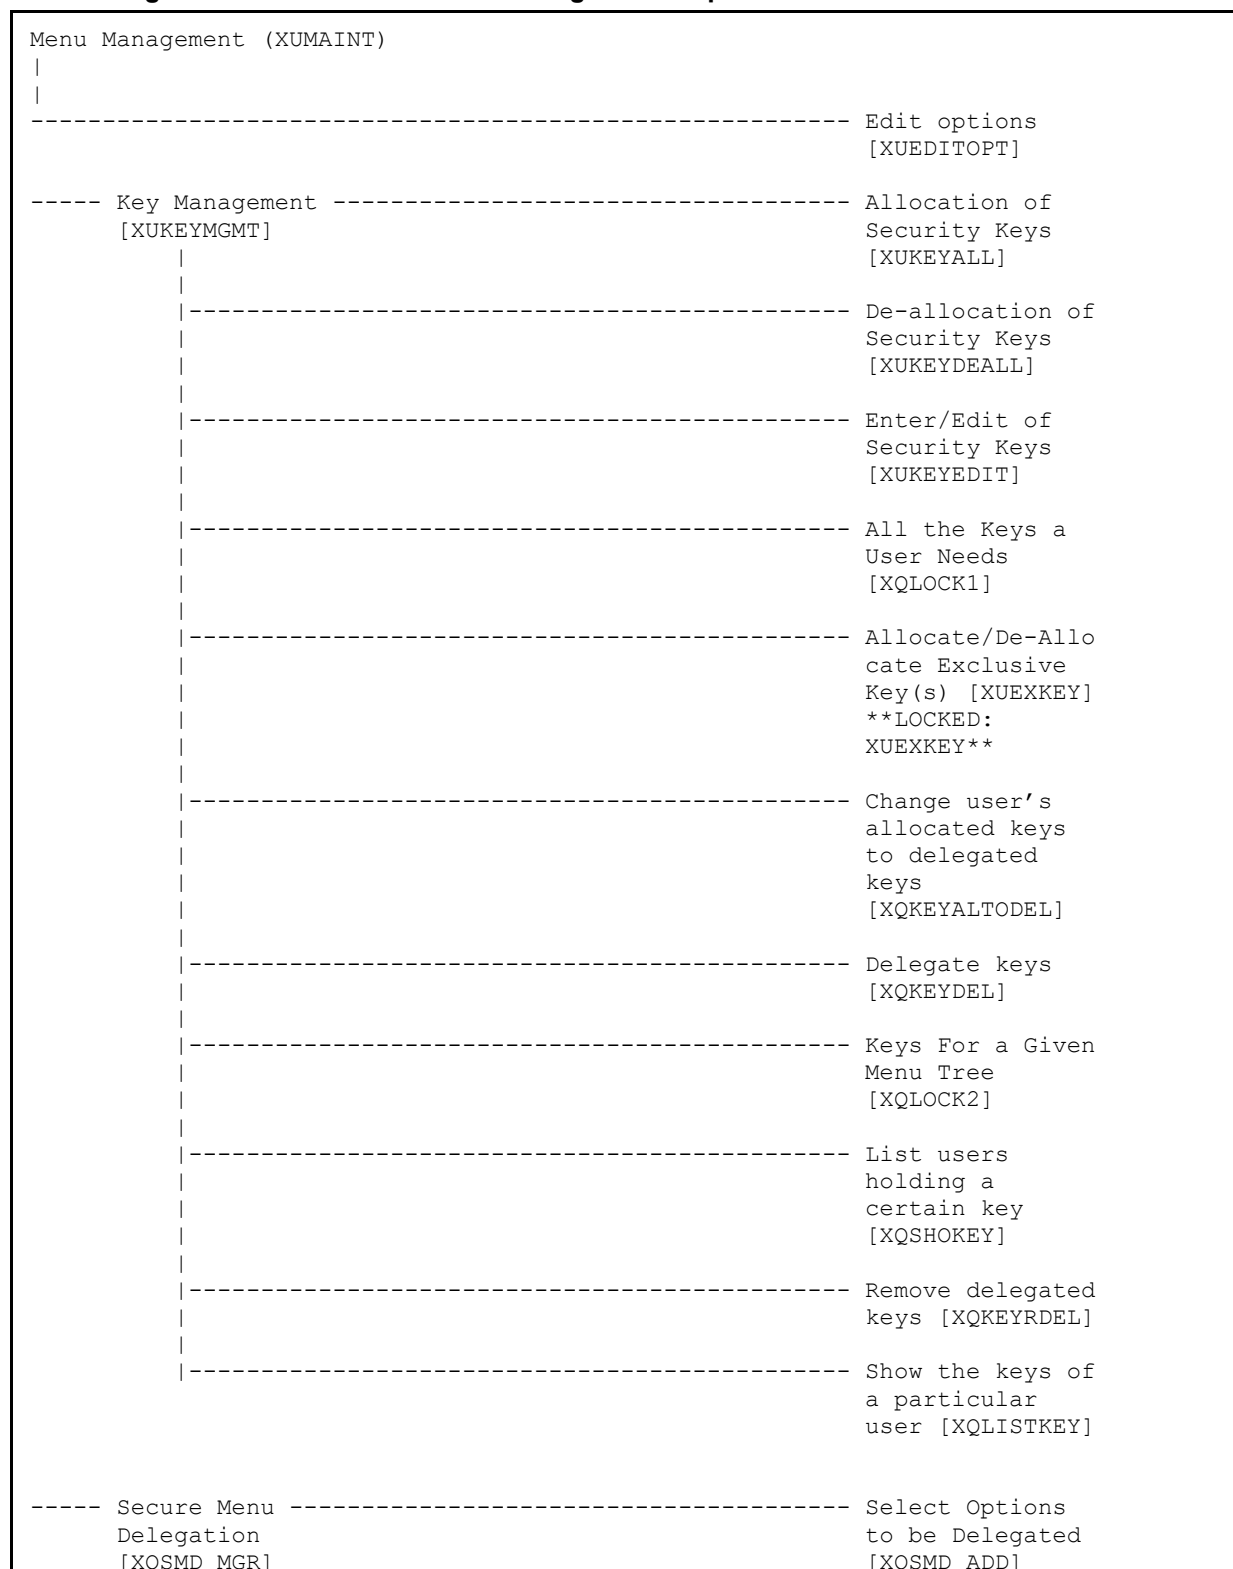 Menu Management (XUMAINT)
|
|
--------------------------------------------------------- Edit options
[XUEDITOPT]
----- Key Management ------------------------------------ Allocation of
[XUKEYMGMT] Security Keys
| [XUKEYALL]
|
|---------------------------------------------- De-allocation of
| Security Keys
| [XUKEYDEALL]
|
|---------------------------------------------- Enter/Edit of
| Security Keys
| [XUKEYEDIT]
|
|---------------------------------------------- All the Keys a
| User Needs
| [XQLOCK1]
|
|---------------------------------------------- Allocate/De-Allo
| cate Exclusive
| Key(s) [XUEXKEY]
| **LOCKED:
| XUEXKEY**
|
|---------------------------------------------- Change user’s
| allocated keys
| to delegated
| keys
| [XQKEYALTODEL]
|
|---------------------------------------------- Delegate keys
| [XQKEYDEL]
|
|---------------------------------------------- Keys For a Given
| Menu Tree
| [XQLOCK2]
|
|---------------------------------------------- List users
| holding a
| certain key
| [XQSHOKEY]
|
|---------------------------------------------- Remove delegated
| keys [XQKEYRDEL]
|
|---------------------------------------------- Show the keys of
a particular
user [XQLISTKEY]
----- Secure Menu --------------------------------------- Select Options
Delegation to be Delegated